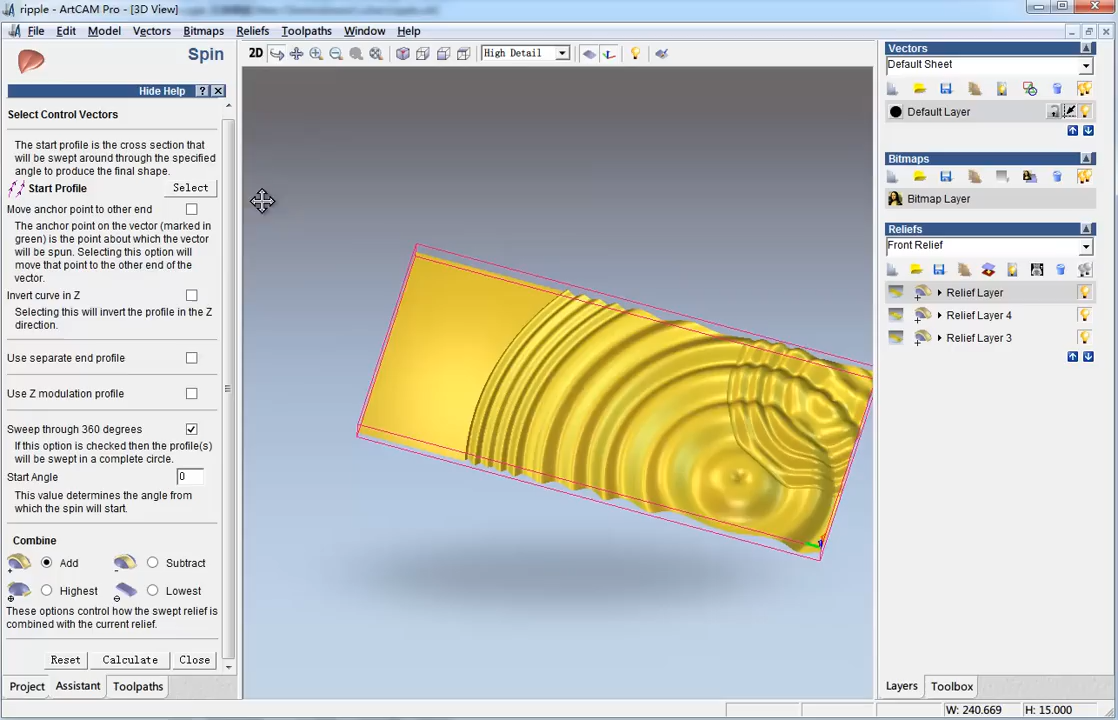 ripple - ArtCAM Pro - [3D View]
File Edit Model Vectors Bitmaps Reliefs Toolpaths Window Help
Spin
2D
High Detail
Hide Help ?
Select Control Vectors
The start profile is the cross section that
will be swept around through the specified
angle to produce the final shape.
Start Profile Select
Move anchor point to other end
The anchor point on the vector (marked in
green) is the point about which the vector
will be spun. Selecting this option will
move that point to the other end of the
vector.
Invert curve in Z
Selecting this will invert the profile in the Z
direction.
Use separate end profile
Use Z modulation profile
Sweep through 360 degrees
If this option is checked then the profile(s)
will be swept in a complete circle.
Start Angle 0
This value determines the angle from
which the spin will start.
Combine
Add Subtract
Highest Lowest
These options control how the swept relief is
combined with the current relief.
Reset Calculate Close
Project Assistant Toolpaths
Vectors
Default Sheet
Default Layer
Bitmaps
Bitmap Layer
Reliefs
Front Relief
Relief Layer
Relief Layer 4
Relief Layer 3
Layers Toolbox
W: 240.669 H: 15.000